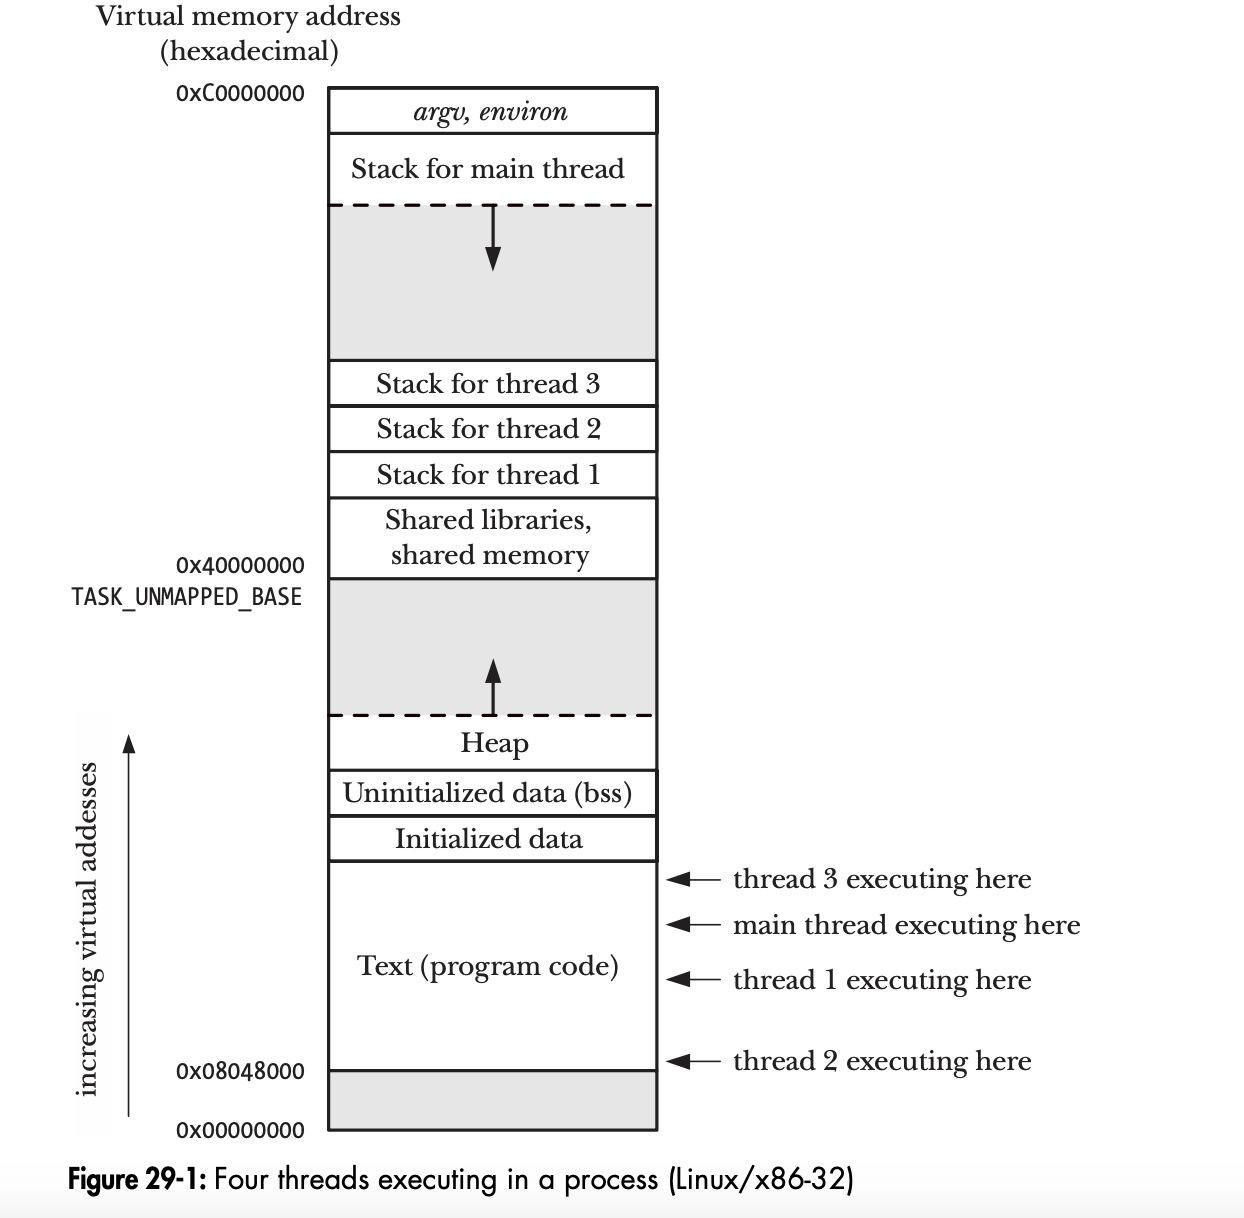 Virtual memory address
(hexadecimal)
0xC0000000
argv, environ
Stack for main thread
Stack for thread 3
Stack for thread 2
Stack for thread 1
Shared libraries,
shared memory
0x40000000
TASK_UNMAPPED_BASE
Heap
Uninitialized data (bss)
Initialized data
thread 3 executing here
main thread executing here
Text (program code)
thread 1 executing here
thread 2 executing here
0x08048000
0x00000000
increasing virtual addesses
Figure 29-1: Four threads executing in a process (Linux/x86-32)